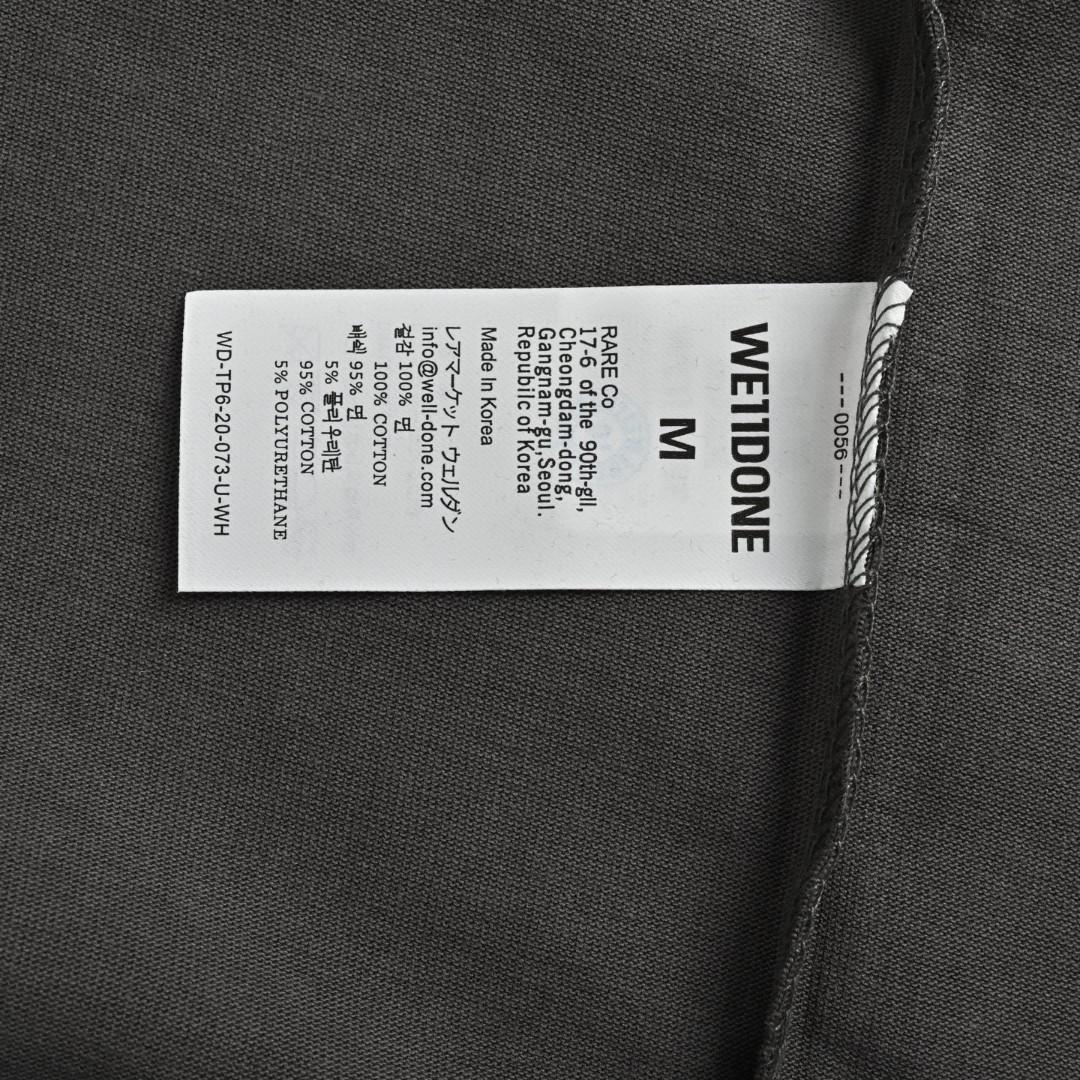 --- 0056 ---
WE11DONE
M
RARE Co
17-6 of the 90th-gil,
Cheongdam-dong,
Gangnam-gu,Seoul.
Repubilc of Korea
Made In Korea
レアマーケット ウェルダン
info@well-done.com
겉감 100% 면
100% COTTON
배색 95% 면
5% 폴리우레탄
95% COTTON
5% POLYURETHANE
WD-TP6-20-073-U-WH